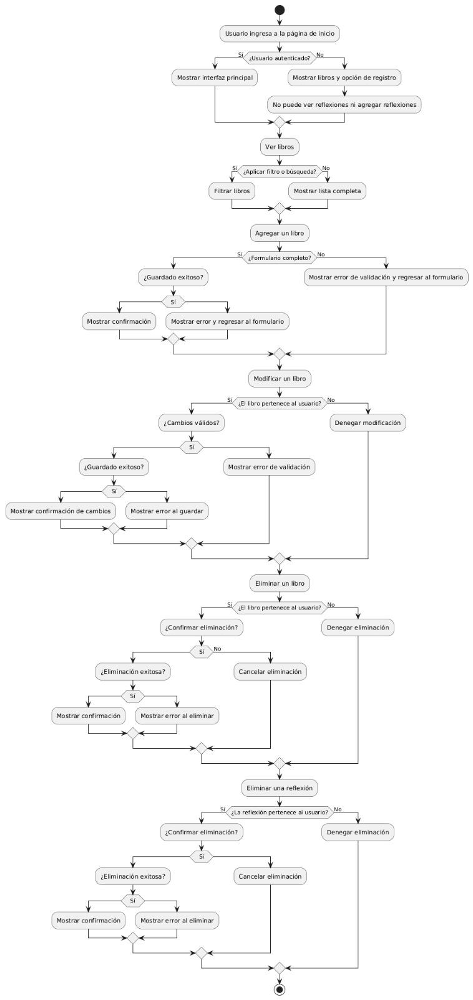 Usuario ingresa a la página de inicio
Sí
¿Usuario autenticado?
No
Mostrar interfaz principal
Mostrar libros y opción de registro
No puede ver reflexiones ni agregar reflexiones
Ver libros
Sí
¿Aplicar filtro o búsqueda?
No
Filtrar libros
Mostrar lista completa
Agregar un libro
Sí
¿Formulario completo?
No
¿Guardado exitoso?
Mostrar error de validación y regresar al formulario
Sí
Mostrar confirmación
Mostrar error y regresar al formulario
Modificar un libro
Sí
¿El libro pertenece al usuario?
No
¿Cambios válidos?
Denegar modificación
Sí
¿Guardado exitoso?
Mostrar error de validación
Sí
Mostrar confirmación de cambios
Mostrar error al guardar
Eliminar un libro
Sí
¿El libro pertenece al usuario?
No
¿Confirmar eliminación?
Denegar eliminación
Sí
No
¿Eliminación exitosa?
Cancelar eliminación
Sí
Mostrar confirmación
Mostrar error al eliminar
Eliminar una reflexión
Sí
¿La reflexión pertenece al usuario?
No
¿Confirmar eliminación?
Denegar eliminación
Sí
¿Eliminación exitosa?
Cancelar eliminación
Sí
Mostrar confirmación
Mostrar error al eliminar